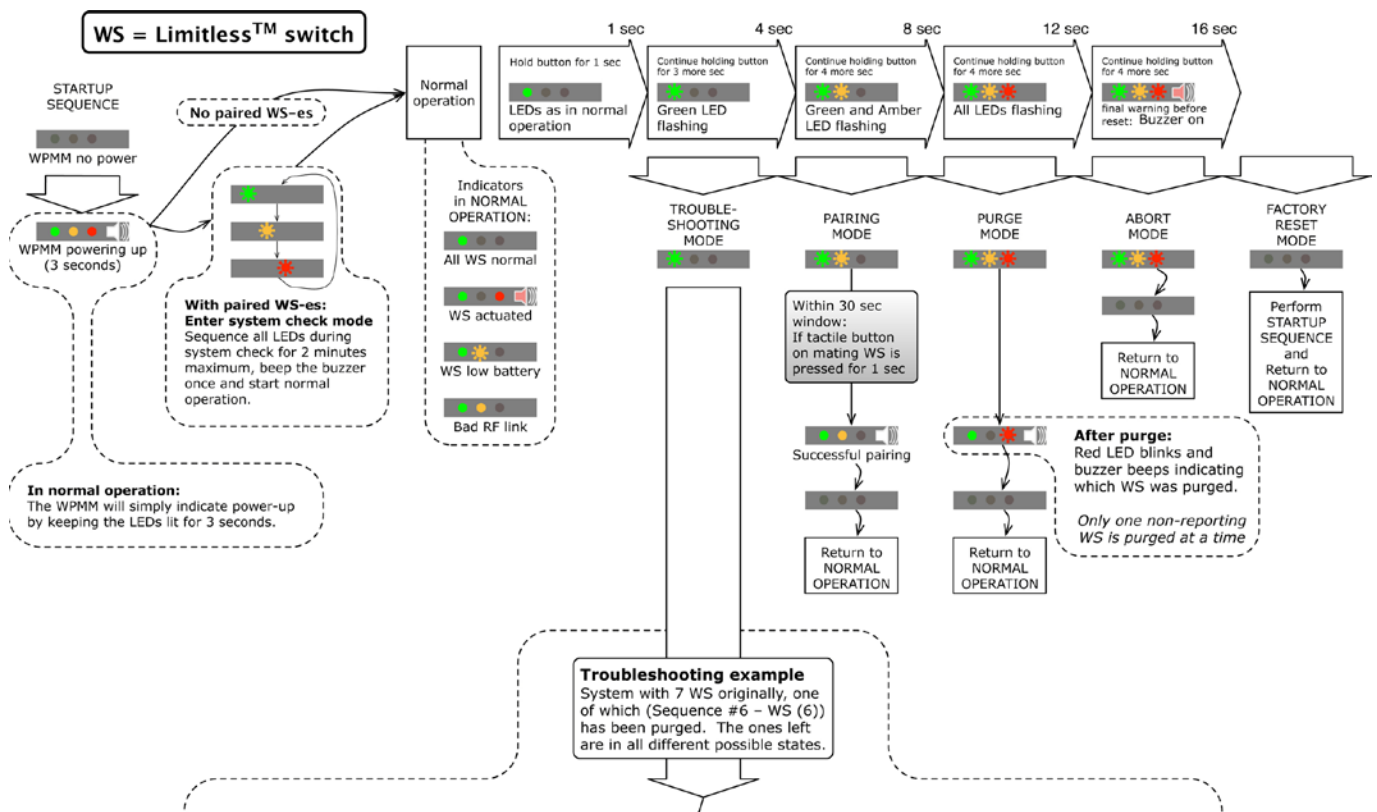 WS = Limitless™ switch
STARTUP
SEQUENCE
WPMM no power
WPMM powering up
(3 seconds)
No paired WS-es
With paired WS-es:
Enter system check mode
Sequence all LEDs during
system check for 2 minutes
maximum, beep the buzzer
once and start normal
operation.
In normal operation:
The WPMM will simply indicate power-up
by keeping the LEDs lit for 3 seconds.
Normal
operation
Indicators
in NORMAL
OPERATION:
All WS normal
WS actuated
WS low battery
Bad RF link
1 sec
4 sec
8 sec
12 sec
16 sec
Hold button for 1 sec
LEDs as in normal
operation
Continue holding button
for 3 more sec
Green LED
flashing
Continue holding button
for 4 more sec
Green and Amber
LED flashing
Continue holding button
for 4 more sec
All LEDs flashing
Continue holding button
for 4 more sec
final warning before
reset: Buzzer on
TROUBLE-
SHOOTING
MODE
PAIRING
MODE
Within 30 sec
window:
If tactile button
on mating WS is
pressed for 1 sec
Successful pairing
Return to
NORMAL
OPERATION
PURGE
MODE
After purge:
Red LED blinks and
buzzer beeps indicating
which WS was purged.
Only one non-reporting
WS is purged at a time
Return to
NORMAL
OPERATION
ABORT
MODE
Return to
NORMAL
OPERATION
FACTORY
RESET
MODE
Perform
STARTUP
SEQUENCE
and
Return to
NORMAL
OPERATION
Troubleshooting example
System with 7 WS originally, one
of which (Sequence #6 – WS (6))
has been purged. The ones left
are in all different possible states.